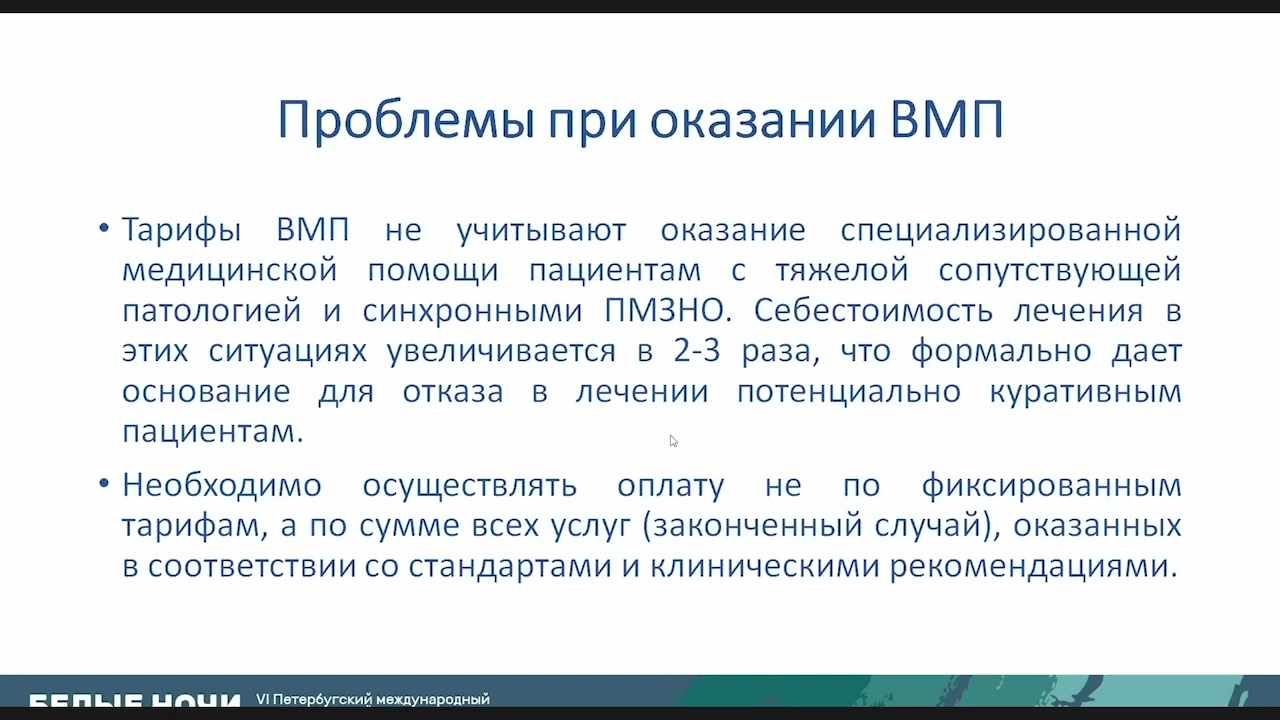 Проблемы при оказании ВМП
• Тарифы ВМП не учитывают оказание специализированной
медицинской помощи пациентам с тяжелой сопутствующей
патологией и синхронными ПМЗНО. Себестоимость лечения в
этих ситуациях увеличивается в 2-3 раза, что формально дает
основание для отказа в лечении потенциально куративным
пациентам.
• Необходимо осуществлять оплату не по фиксированным
тарифам, а по сумме всех услуг (законченный случай), оказанных
в соответствии со стандартами и клиническими рекомендациями.
БЕЛЫЕ НОЧИ
VI Петербугский международный